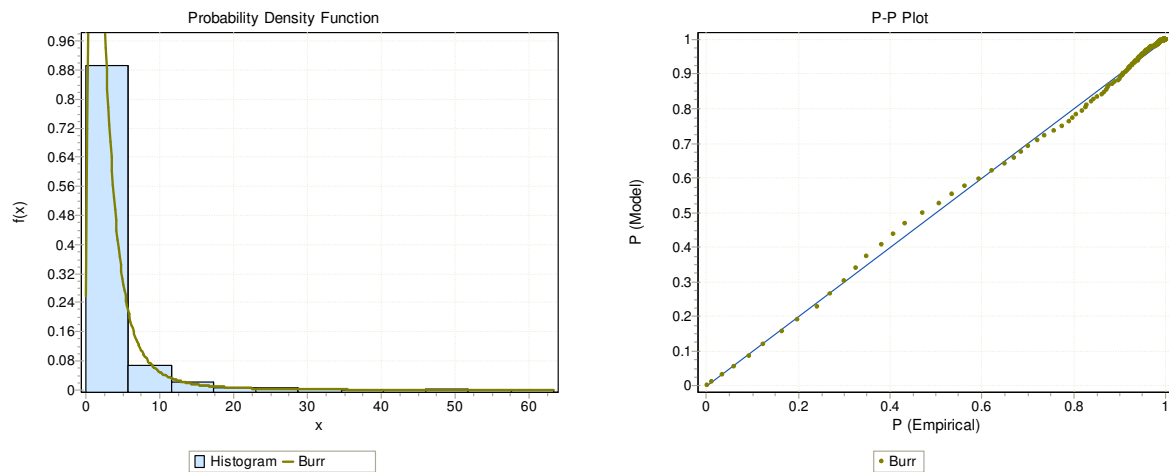 Probability Density Function
0.96
0.88
0.8
0.72
0.64
0.56
0.48
0.4
0.32
0.24
0.16
0.08
0
f(x)
0 10 20 30 40 50 60
x
Histogram Burr
P-P Plot
1
0.9
0.8
0.7
0.6
0.5
0.4
0.3
0.2
0.1
0
P (Model)
0 0.2 0.4 0.6 0.8 1
P (Empirical)
Burr